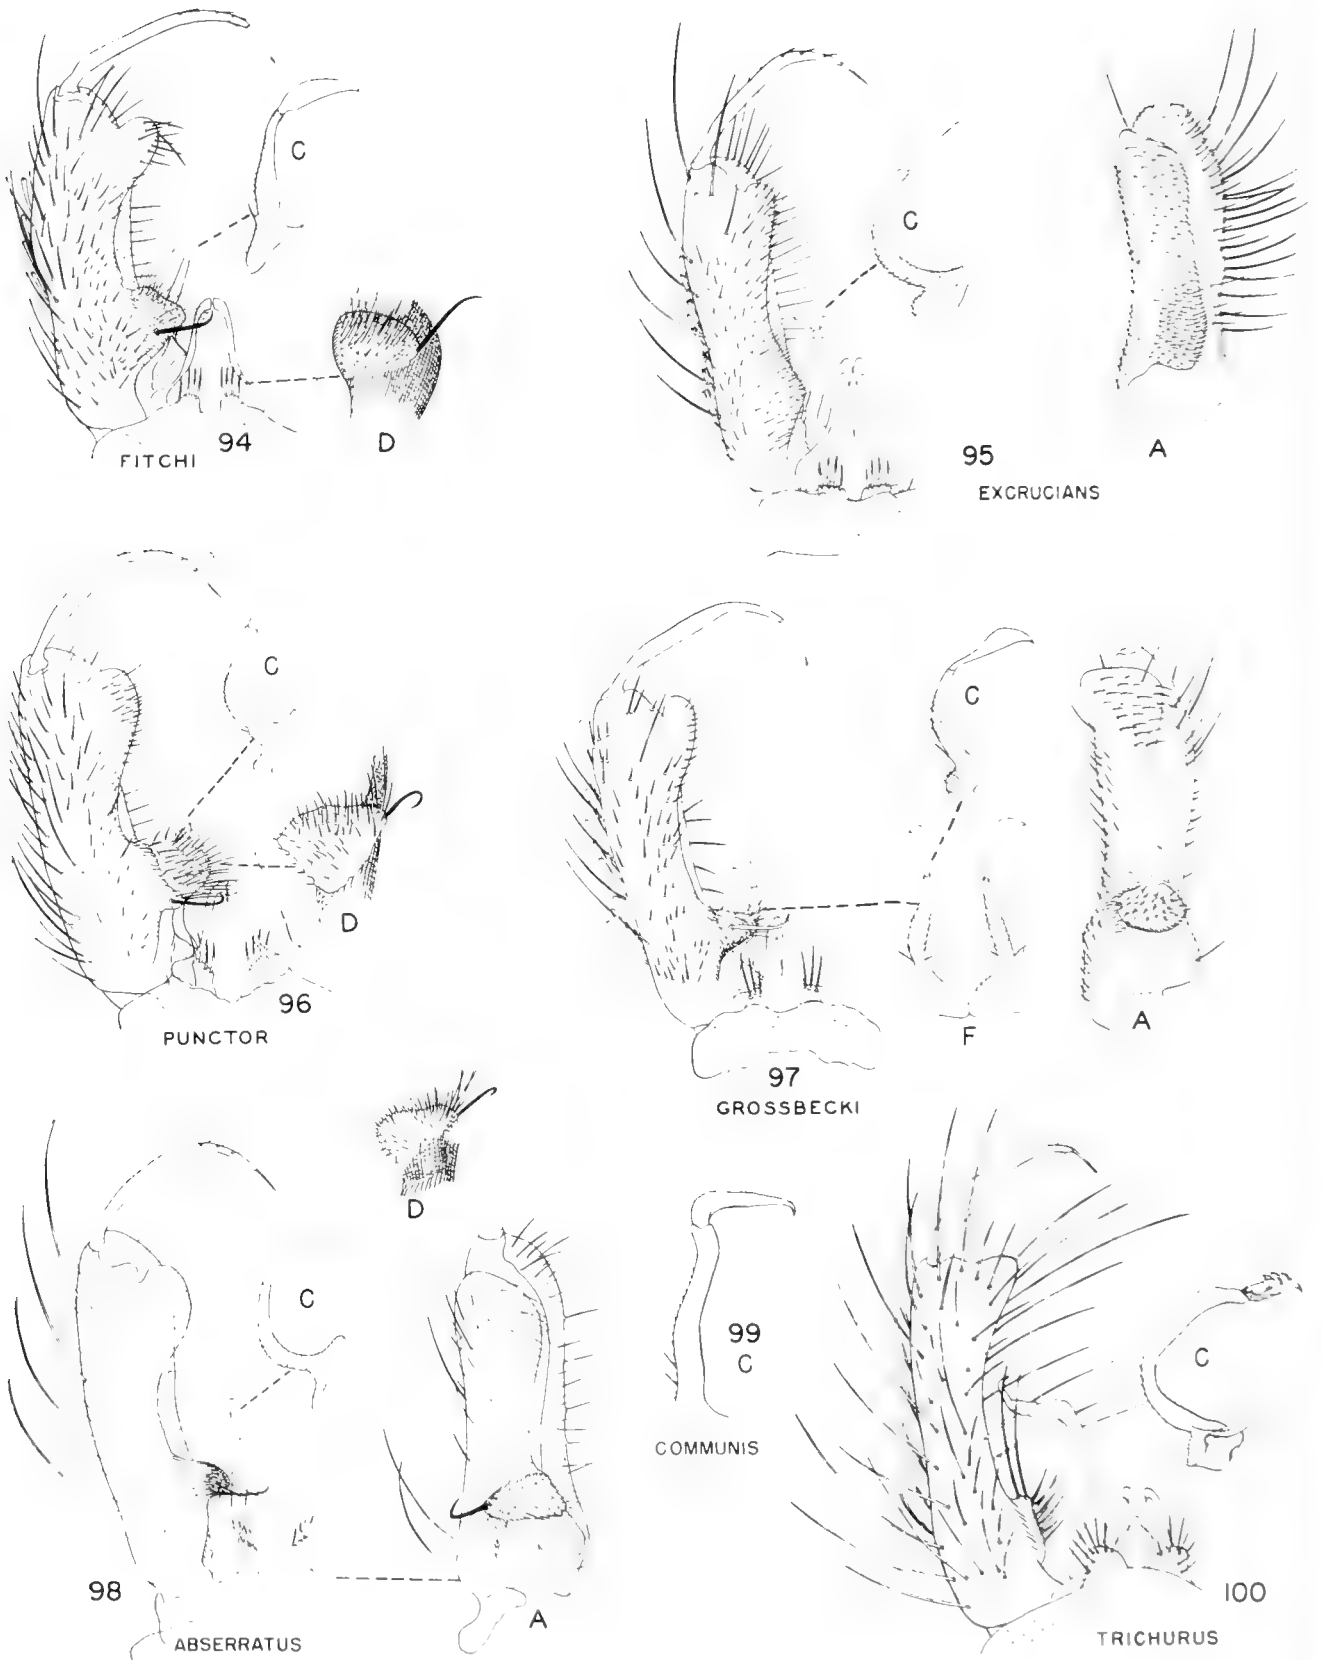 C
C
D
94
FITCHI
95
A
EXCRUCIANS
C
C
D
96
PUNCTOR
F
A
97
GROSSBECKI
D
C
99
C
COMMUNIS
C
98
A
ABSERRATUS
100
TRICHURUS